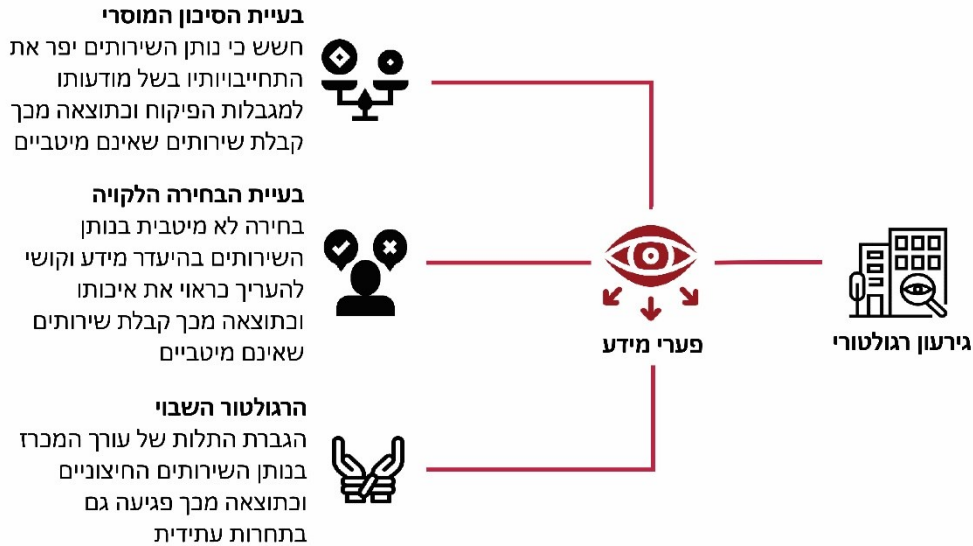 גירעון רגולטורי
פערי מידע
בעיית הסיכון המוסרי
חשש כי נותן השירותים יפר את
התחייבויותיו בשל מודעותו
למגבלות הפיקוח וכתוצאה מכך
קבלת שירותים שאינם מיטביים
בעיית הבחירה הלקויה
בחירה לא מיטבית בנותן
השירותים בהיעדר מידע וקושי
להעריך כראוי את איכותו
וכתוצאה מכך קבלת שירותים
שאינם מיטביים
הרגולטור השבוי
הגברת התלות של עורך המכרז
בנותן השירותים החיצוניים
וכתוצאה מכך פגיעה גם
בתחרות עתידית